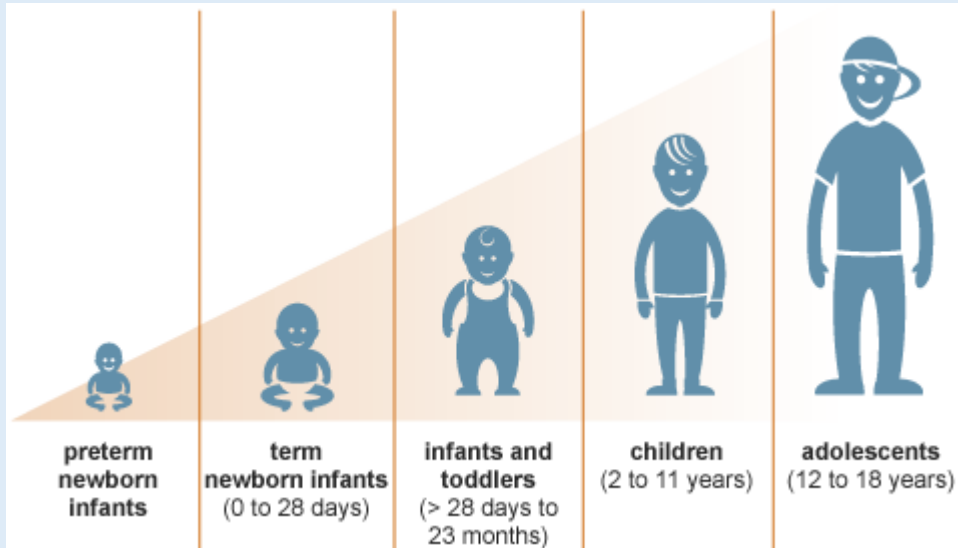 preterm
newborn
infants
term
newborn infants
(0 to 28 days)
infants and
toddlers
(> 28 days to
23 months)
children
(2 to 11 years)
adolescents
(12 to 18 years)